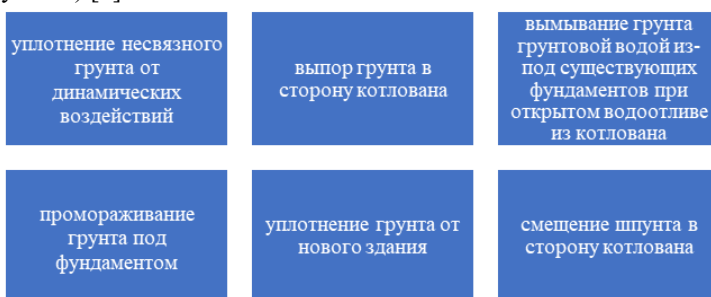 уплотнение несвязного
грунта от
динамических
воздействий
выпор грунта в
сторону котлована
вымывание грунта
грунтовой водой из-
под существующих
фундаментов при
открытом водоотливе
из котлована
промораживание
грунта под
фундаментом
уплотнение грунта от
нового здания
смещение шпунта в
сторону котлована